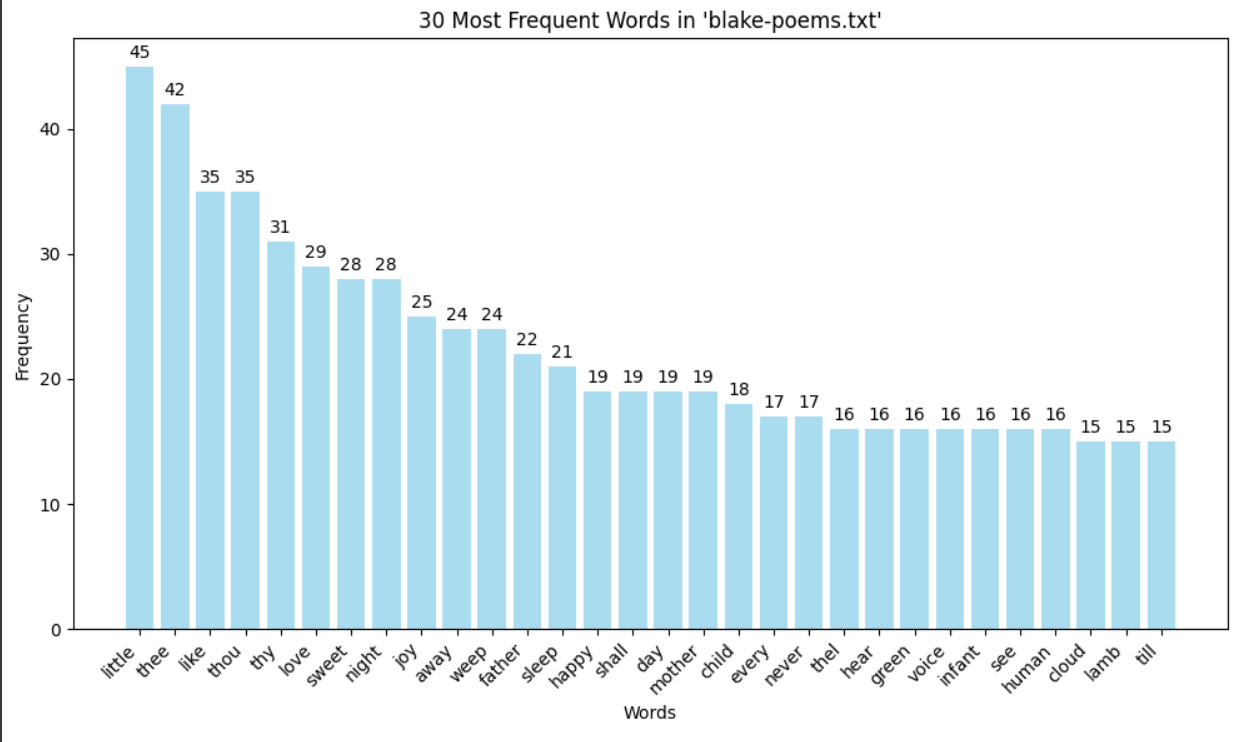 30 Most Frequent Words in 'blake-poems.txt'
45
42
35 35
31
29
28 28
25
24 24
22
21
19 19 19 19
18
17 17
16 16 16 16 16 16 16
15 15 15
40
30
20
10
0
Frequency
little thee like thou thy love sweet night joy away weep father sleep happy shall day mother child every never thel hear green voice infant see human cloud lamb till
Words